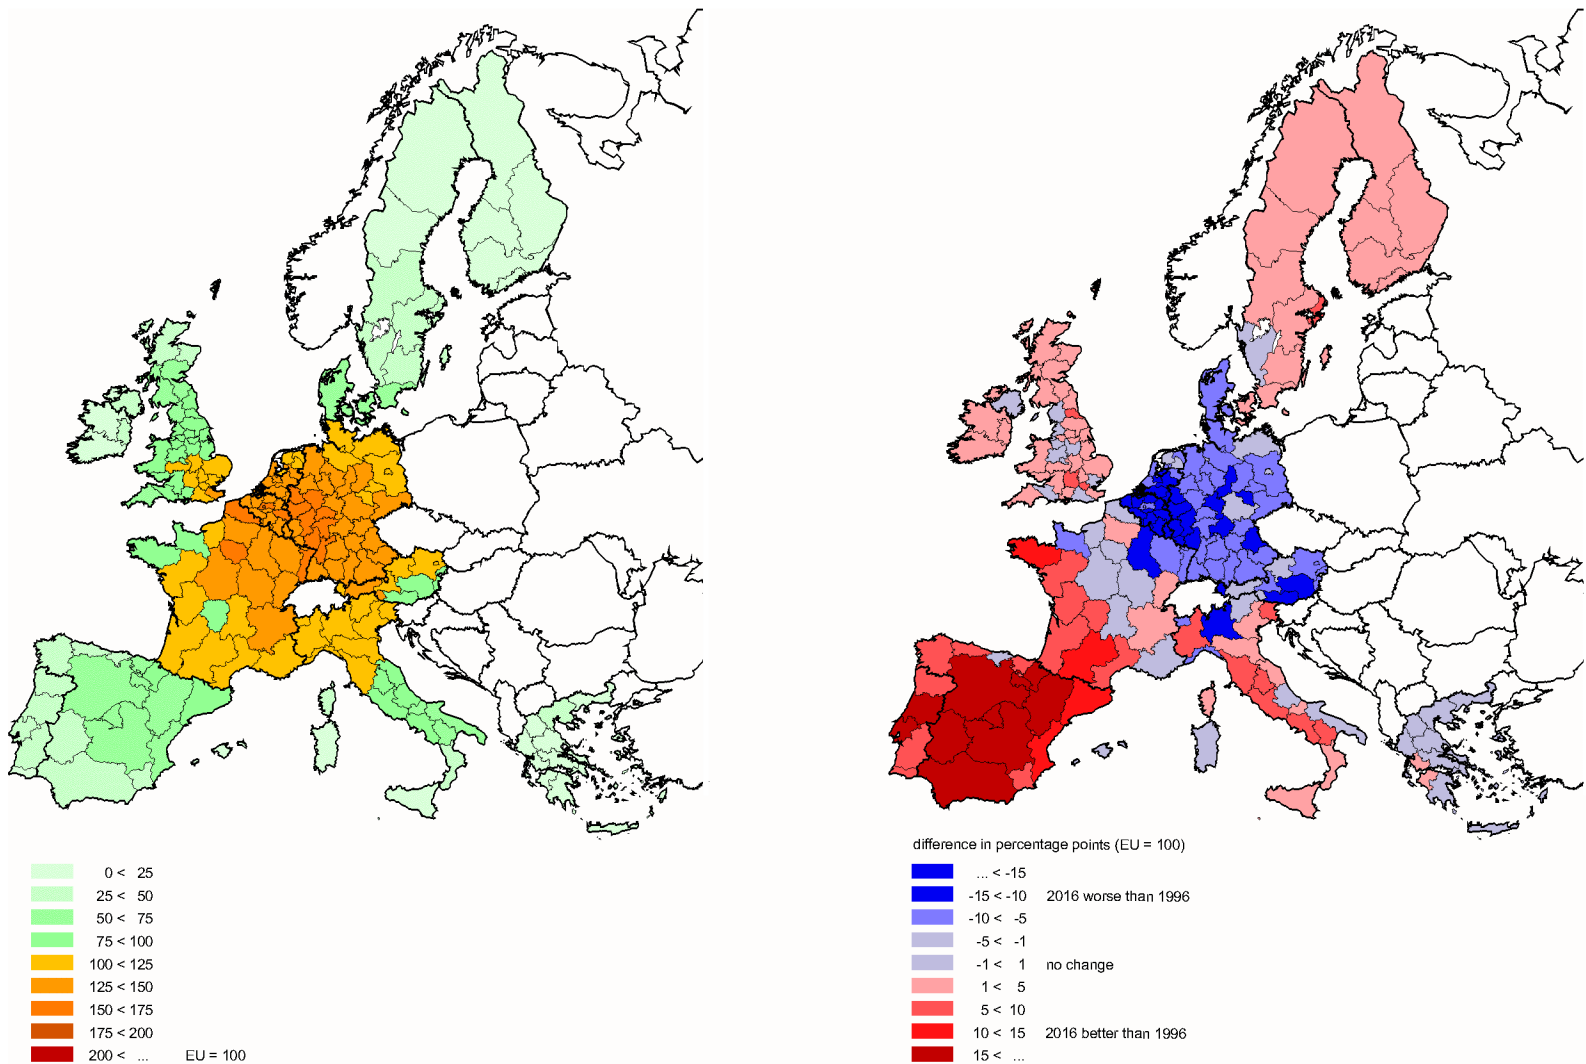 0 < 25
25 < 50
50 < 75
75 < 100
100 < 125
125 < 150
150 < 175
175 < 200
200 < ... EU = 100
difference in percentage points (EU = 100)
... < -15
-15 < -10 2016 worse than 1996
-10 < -5
-5 < -1
-1 < 1 no change
1 < 5
5 < 10
10 < 15 2016 better than 1996
15 < ...